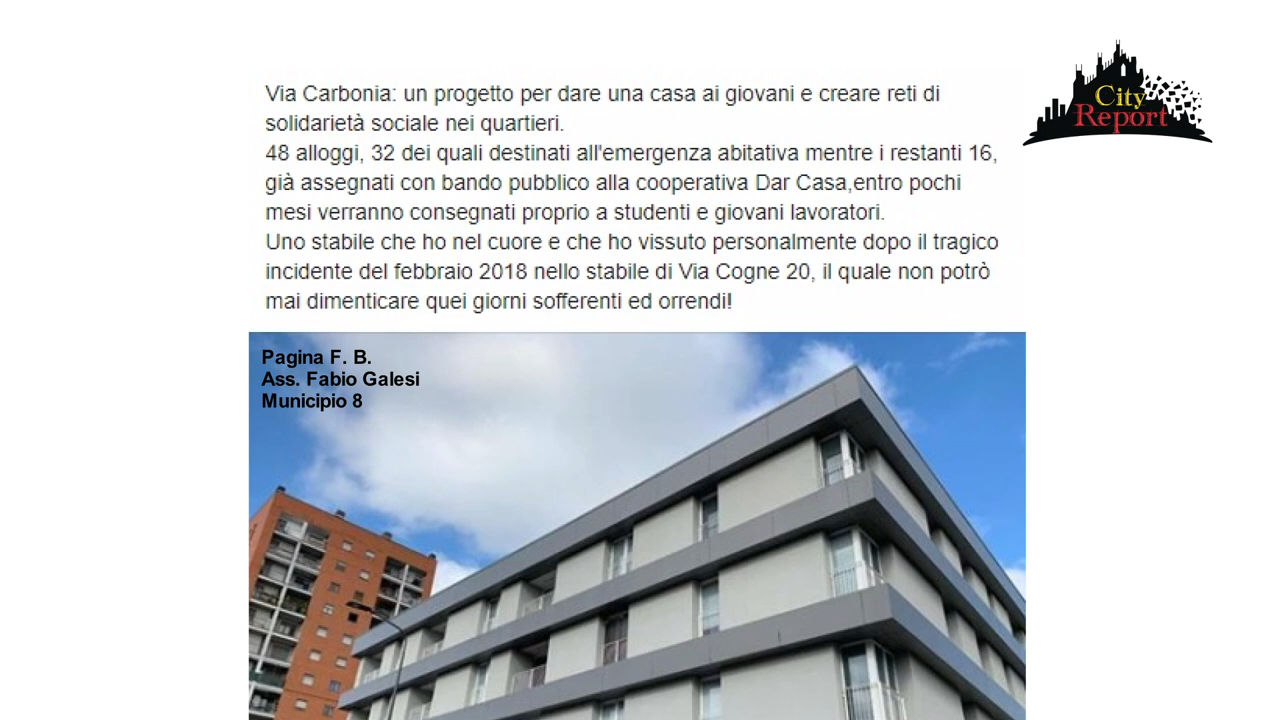 Via Carbonia: un progetto per dare una casa ai giovani e creare reti di
solidarietà sociale nei quartieri.
48 alloggi, 32 dei quali destinati all'emergenza abitativa mentre i restanti 16,
già assegnati con bando pubblico alla cooperativa Dar Casa,entro pochi
mesi verranno consegnati proprio a studenti e giovani lavoratori.
Uno stabile che ho nel cuore e che ho vissuto personalmente dopo il tragico
incidente del febbraio 2018 nello stabile di Via Cogne 20, il quale non potrò
mai dimenticare quei giorni sofferenti ed orrendi!
City
Report
Pagina F. B.
Ass. Fabio Galesi
Municipio 8